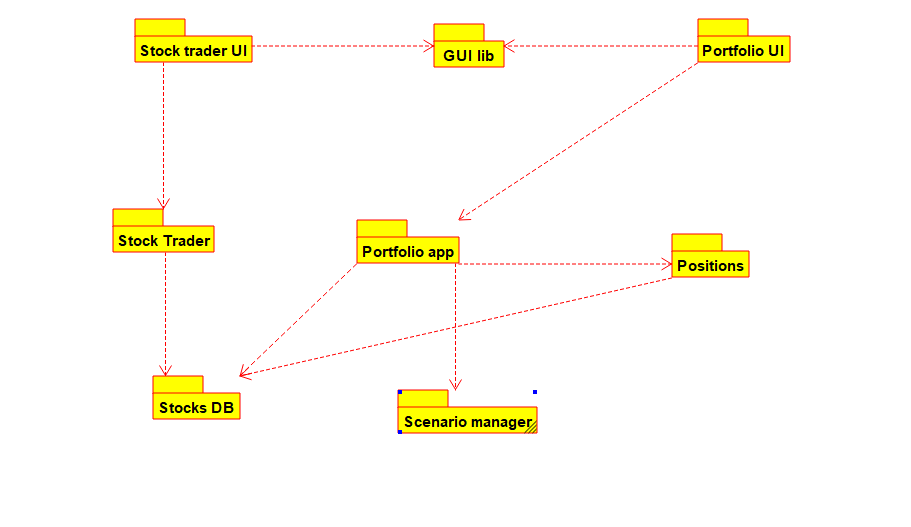 Stock trader UI
GUI lib
Portfolio UI
Stock Trader
Portfolio app
Positions
Stocks DB
Scenario manager